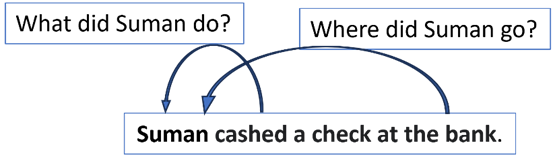 What did Suman do?
Where did Suman go?
Suman cashed a check at the bank.